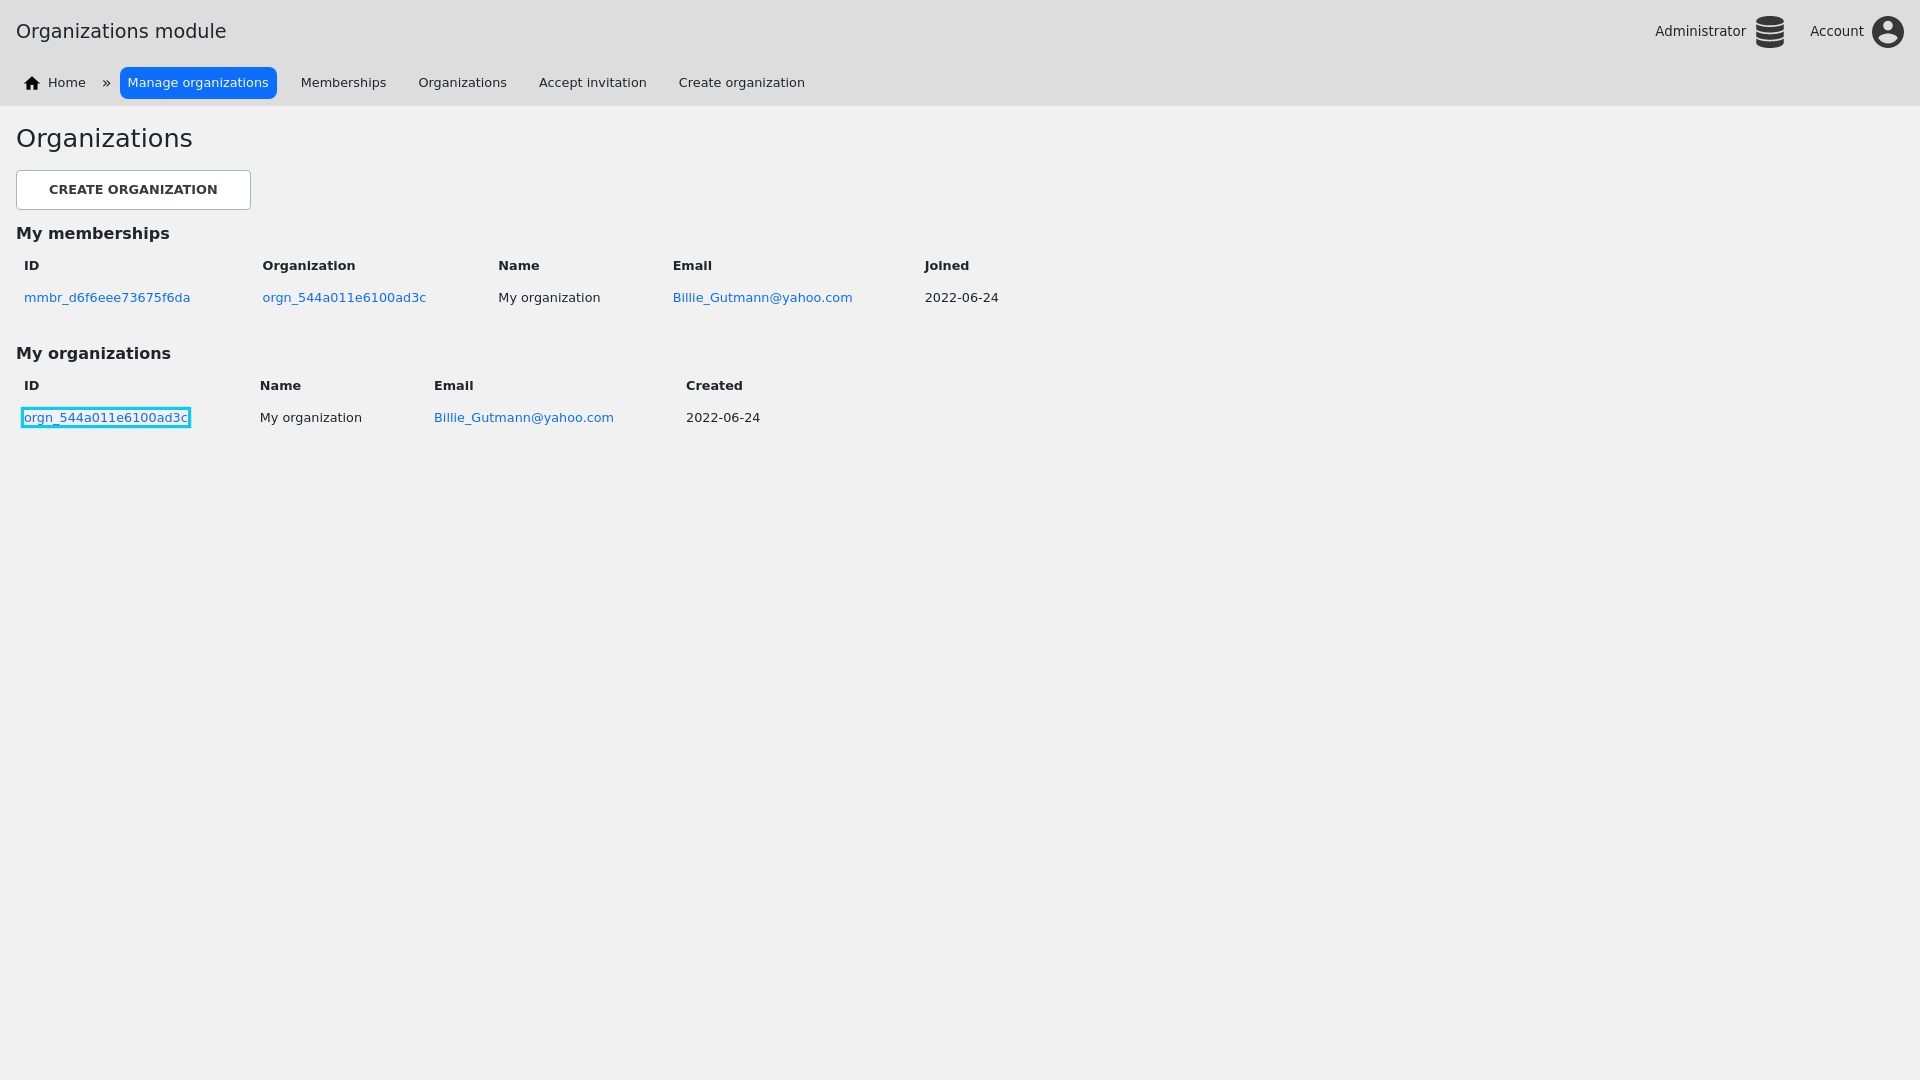 Organizations module
Administrator
Account
Home » Manage organizations Memberships Organizations Accept invitation Create organization
Organizations
CREATE ORGANIZATION
My memberships
ID Organization Name Email Joined
mmbr_d6f6eee73675f6da orgn_544a011e6100ad3c My organization Billie_Gutmann@yahoo.com 2022-06-24
My organizations
ID Name Email Created
orgn_544a011e6100ad3c My organization Billie_Gutmann@yahoo.com 2022-06-24